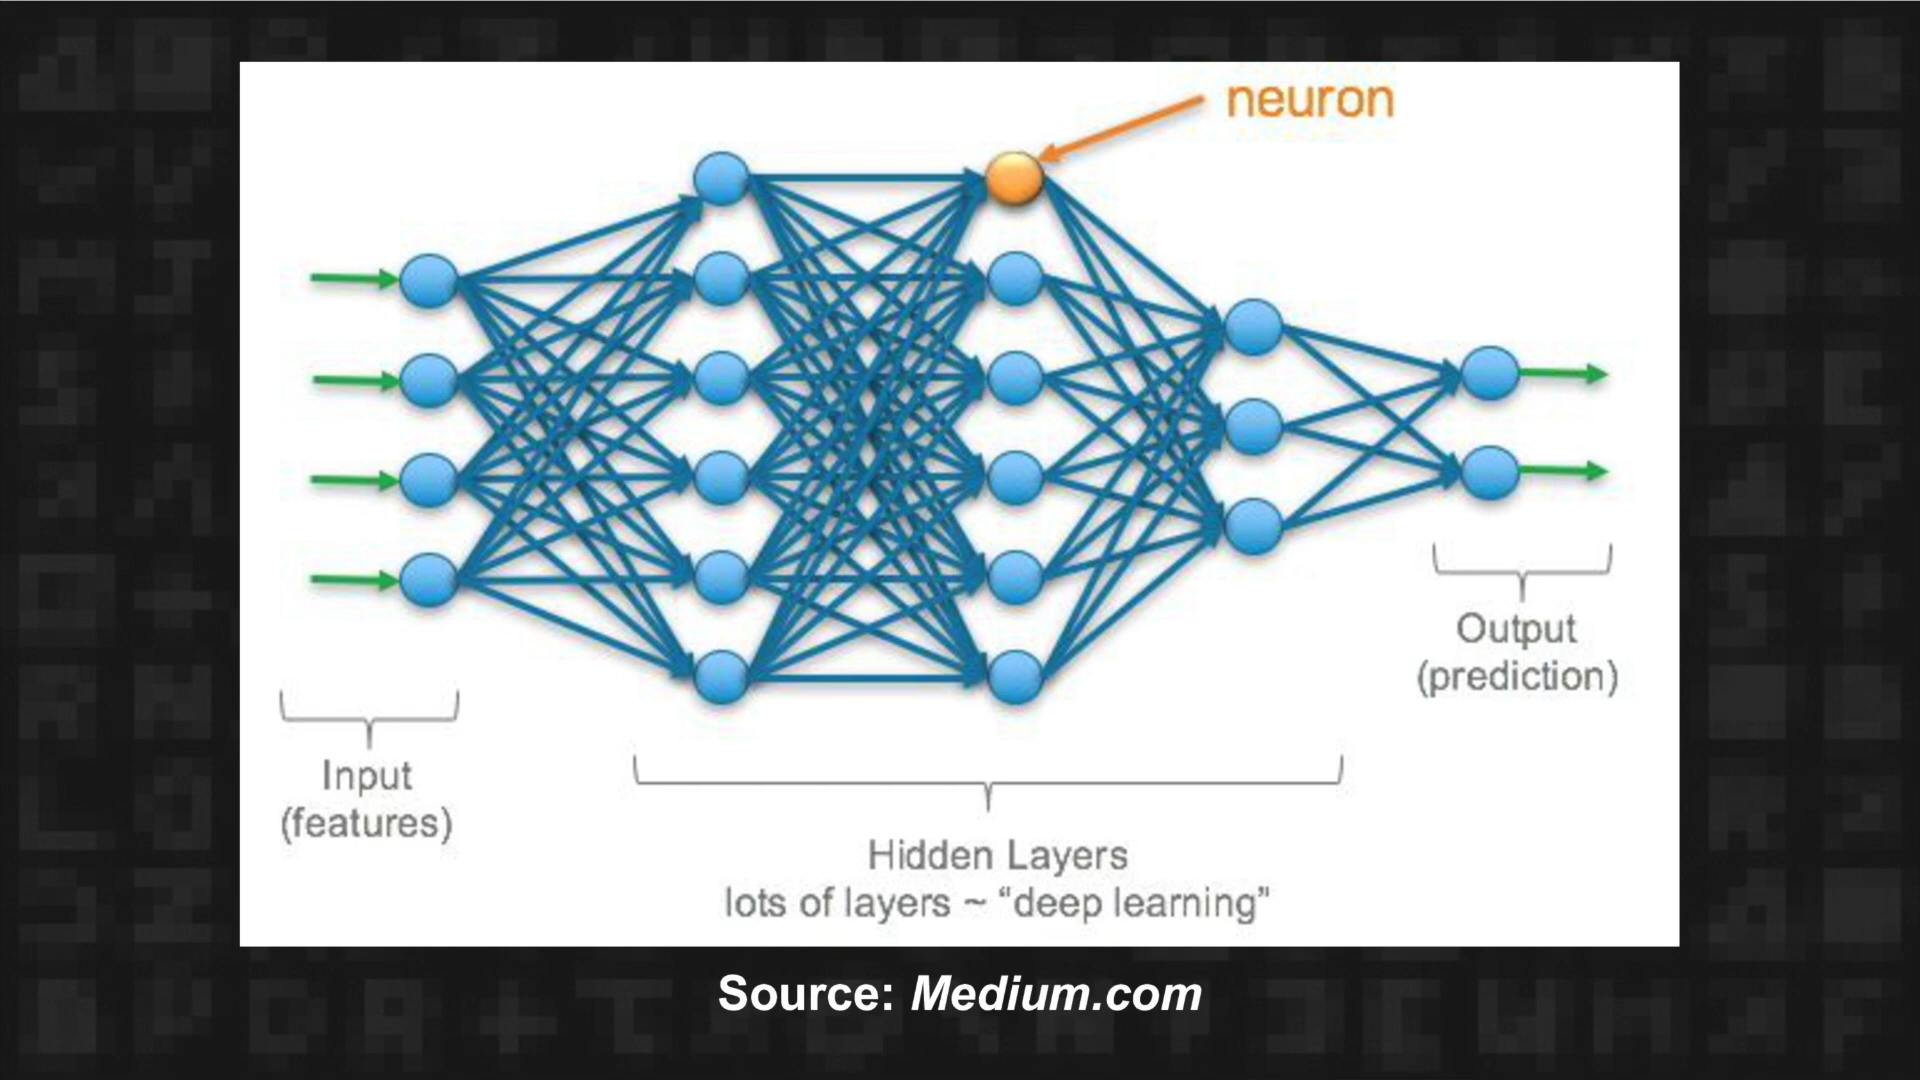 neuron
Output
(prediction)
Input
(features)
Hidden Layers
lots of layers ~ “deep learning”
Source: Medium.com